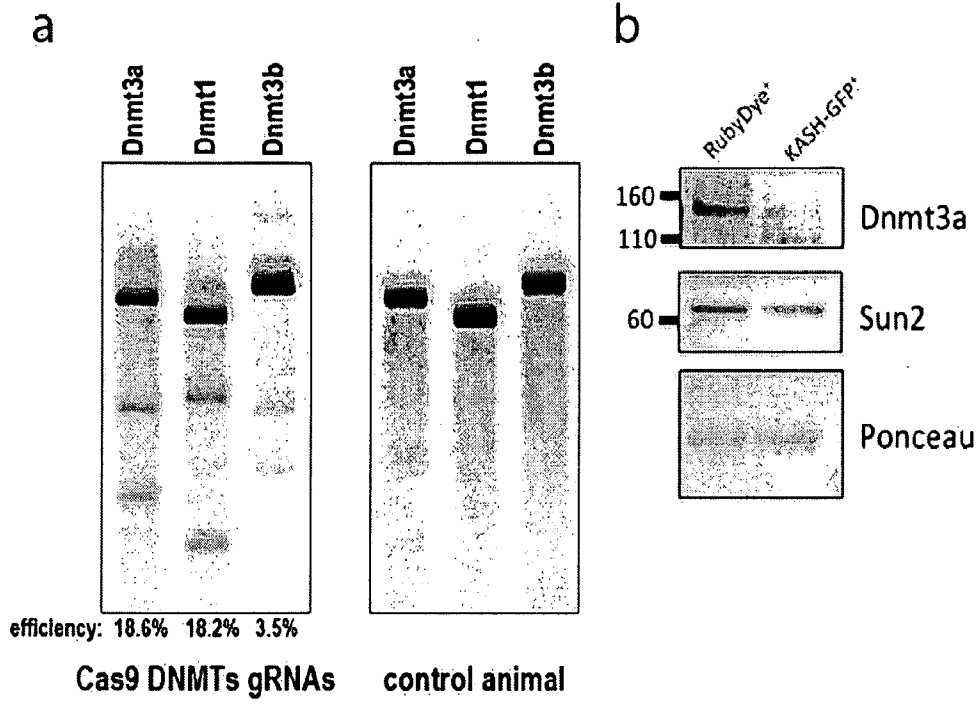 a
Dnmt3a
Dnmt1
Dnmt3b
Dnmt3a
Dnmt1
Dnmt3b
efficiency: 18.6% 18.2% 3.5%
Cas9 DNMTs gRNAs
control animal
b
RubyDye+
KASH-GFP+
160
110
Dnmt3a
60
Sun2
Ponceau